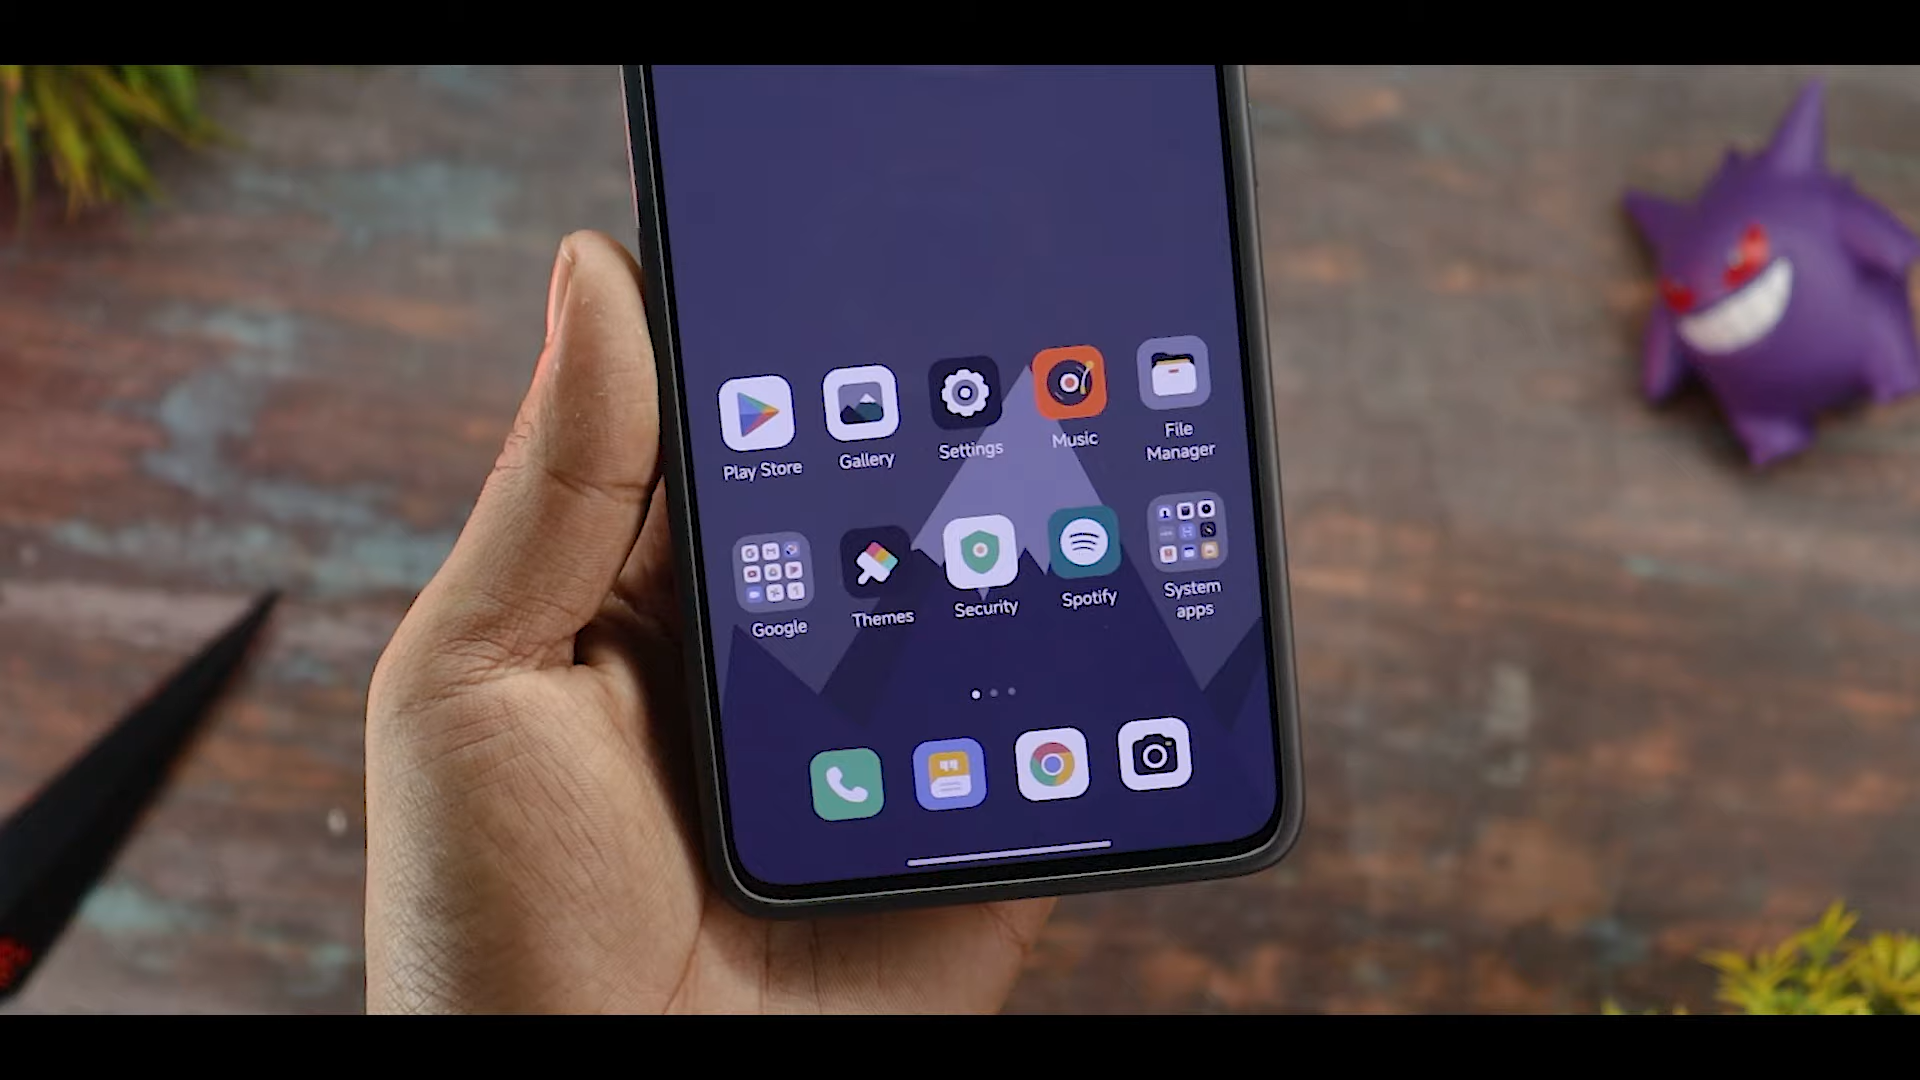 Play Store
Gallery
Settings
Music
File
Manager
Google
Themes
Security
Spotify
System
apps